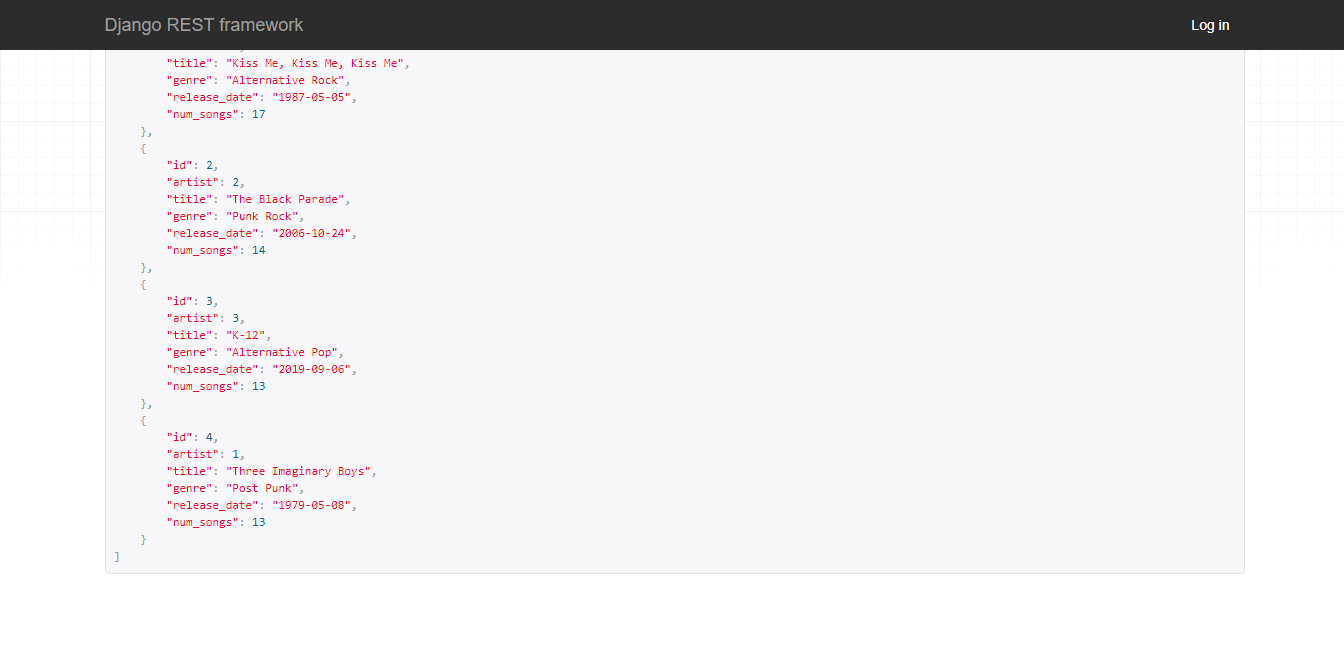 Django REST framework
Log in
"title": "Kiss Me, Kiss Me, Kiss Me",
"genre": "Alternative Rock",
"release_date": "1987-05-05",
"num_songs": 17
},
{
"id": 2,
"artist": 2,
"title": "The Black Parade",
"genre": "Punk Rock",
"release_date": "2006-10-24",
"num_songs": 14
},
{
"id": 3,
"artist": 3,
"title": "K-12",
"genre": "Alternative Pop",
"release_date": "2019-09-06",
"num_songs": 13
},
{
"id": 4,
"artist": 1,
"title": "Three Imaginary Boys",
"genre": "Post Punk",
"release_date": "1979-05-08",
"num_songs": 13
}
]